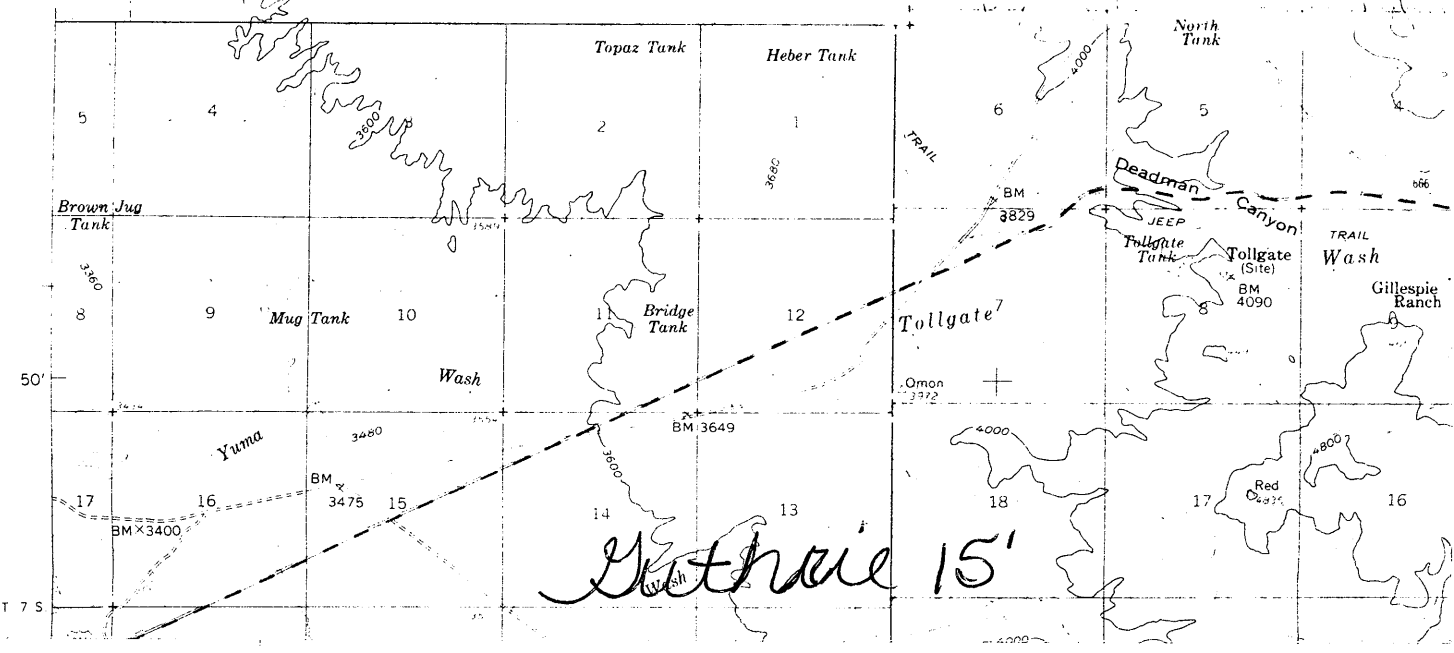 North
Tank
Topaz Tank
Heber Tank
4000
5
4
3600
2
1
6
5
4
TRAIL
3680
Deadman
Canyon
BM
3829
JEEP
TRAIL
Brown Jug
Tank
3589
Tollgate
Tank
Tollgate
(Site)
BM
4090
Wash
3360
Gillespie
Ranch
8
9
Mug Tank
10
11
Bridge
Tank
12
Tollgate
7
8
50'
Wash
Omon
BM 3649
Yuma
3480
4000
4800
3600
BM
3475
Red
17
16
15
14
13
18
17
16
BM × 3400
Guthrie 15'
Wash
T 7 S
4000